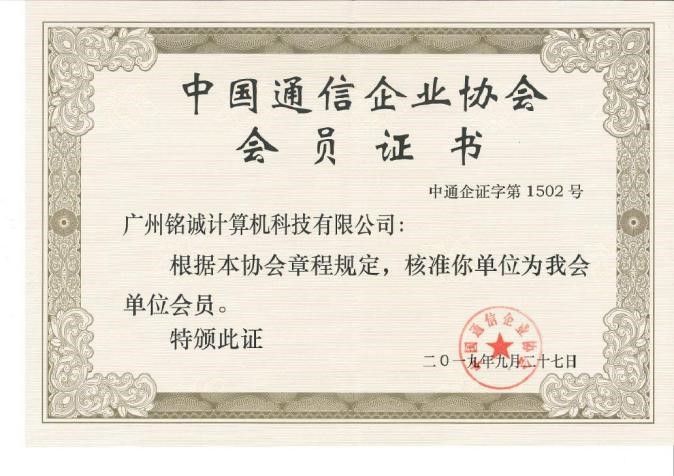 中国通信企业协会
会员证书
中通企证字第 1502 号
广州铭诚计算机科技有限公司:
根据本协会章程规定，核准你单位为我会
单位会员。
特颁此证
中国通信企业协会
二0一九年九月二十七日